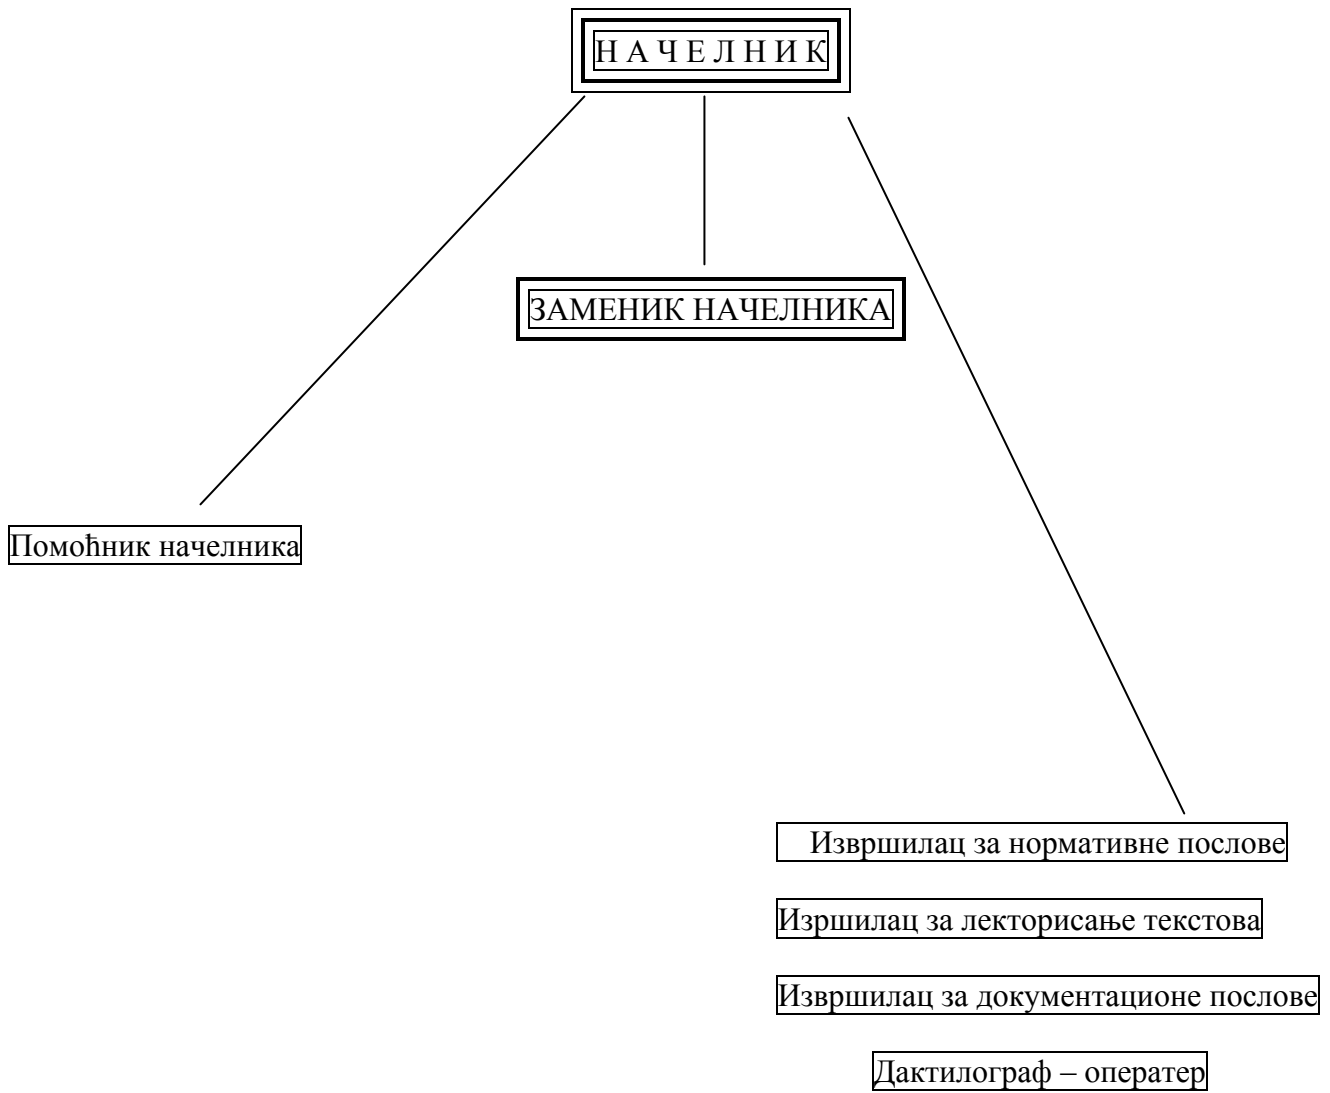 Н А Ч Е Л Н И К
ЗАМЕНИК НАЧЕЛНИКА
Помоћник начелника
Извршилац за нормативне послове
Изршилац за лекторисање текстова
Извршилац за документационе послове
Дактилограф – оператер